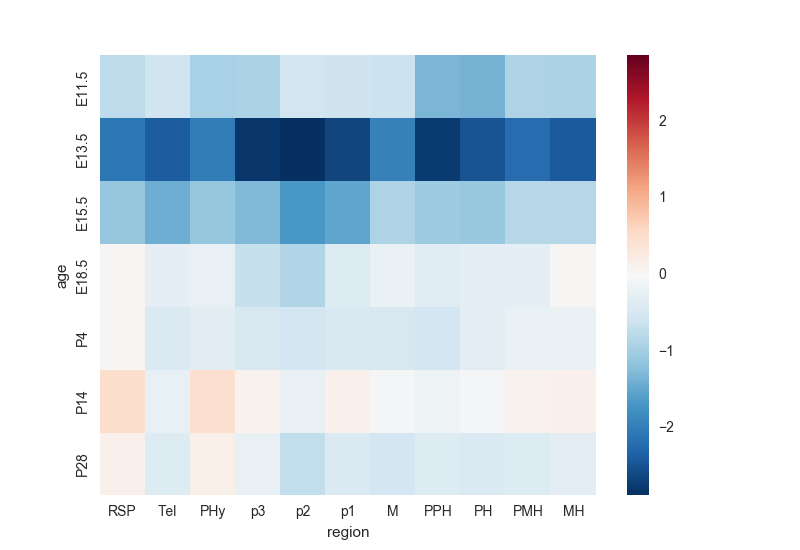 E11.5
E13.5
E15.5
E18.5
P4
P14
P28
age
RSP Tel PHy p3 p2 p1 M PPH PH PMH MH
region
2
1
0
−1
−2